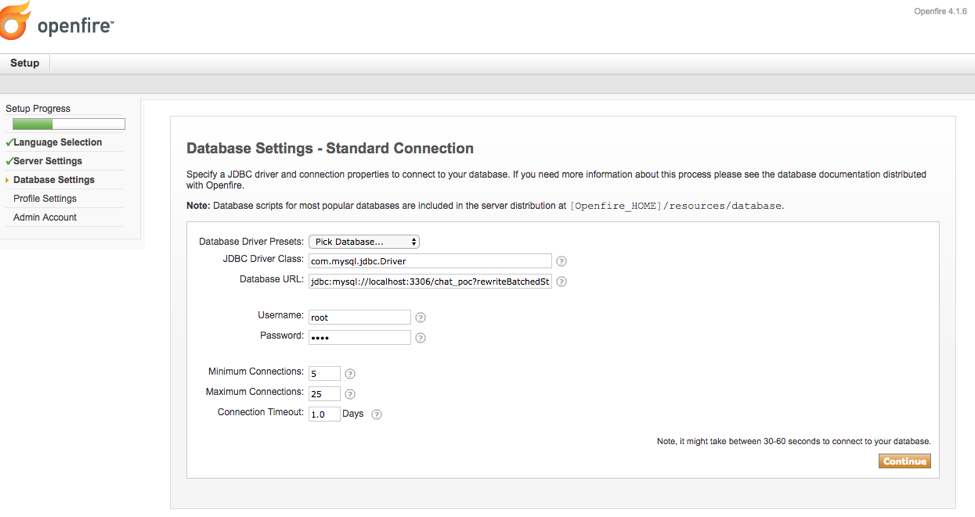 Openfire 4.1.6
openfire™
Setup
Setup Progress
Language Selection
Server Settings
Database Settings
Profile Settings
Admin Account
Database Settings - Standard Connection
Specify a JDBC driver and connection properties to connect to your database. If you need more information about this process please see the database documentation distributed
with Openfire.
Note: Database scripts for most popular databases are included in the server distribution at [Openfire_HOME]/resources/database.
Database Driver Presets: Pick Database...
JDBC Driver Class: com.mysql.jdbc.Driver ?
Database URL: jdbc:mysql://localhost:3306/chat_poc?rewriteBatchedSt ?
Username: root ?
Password: •••• ?
Minimum Connections: 5 ?
Maximum Connections: 25 ?
Connection Timeout: 1.0 Days ?
Note, it might take between 30-60 seconds to connect to your database.
Continue